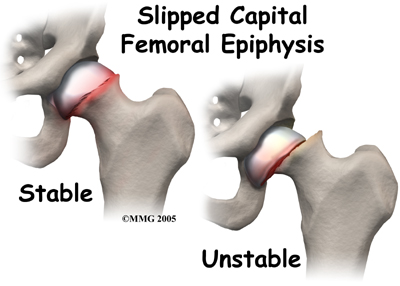 Slipped Capital
Femoral Epiphysis
Stable
©MMG 2005
Unstable